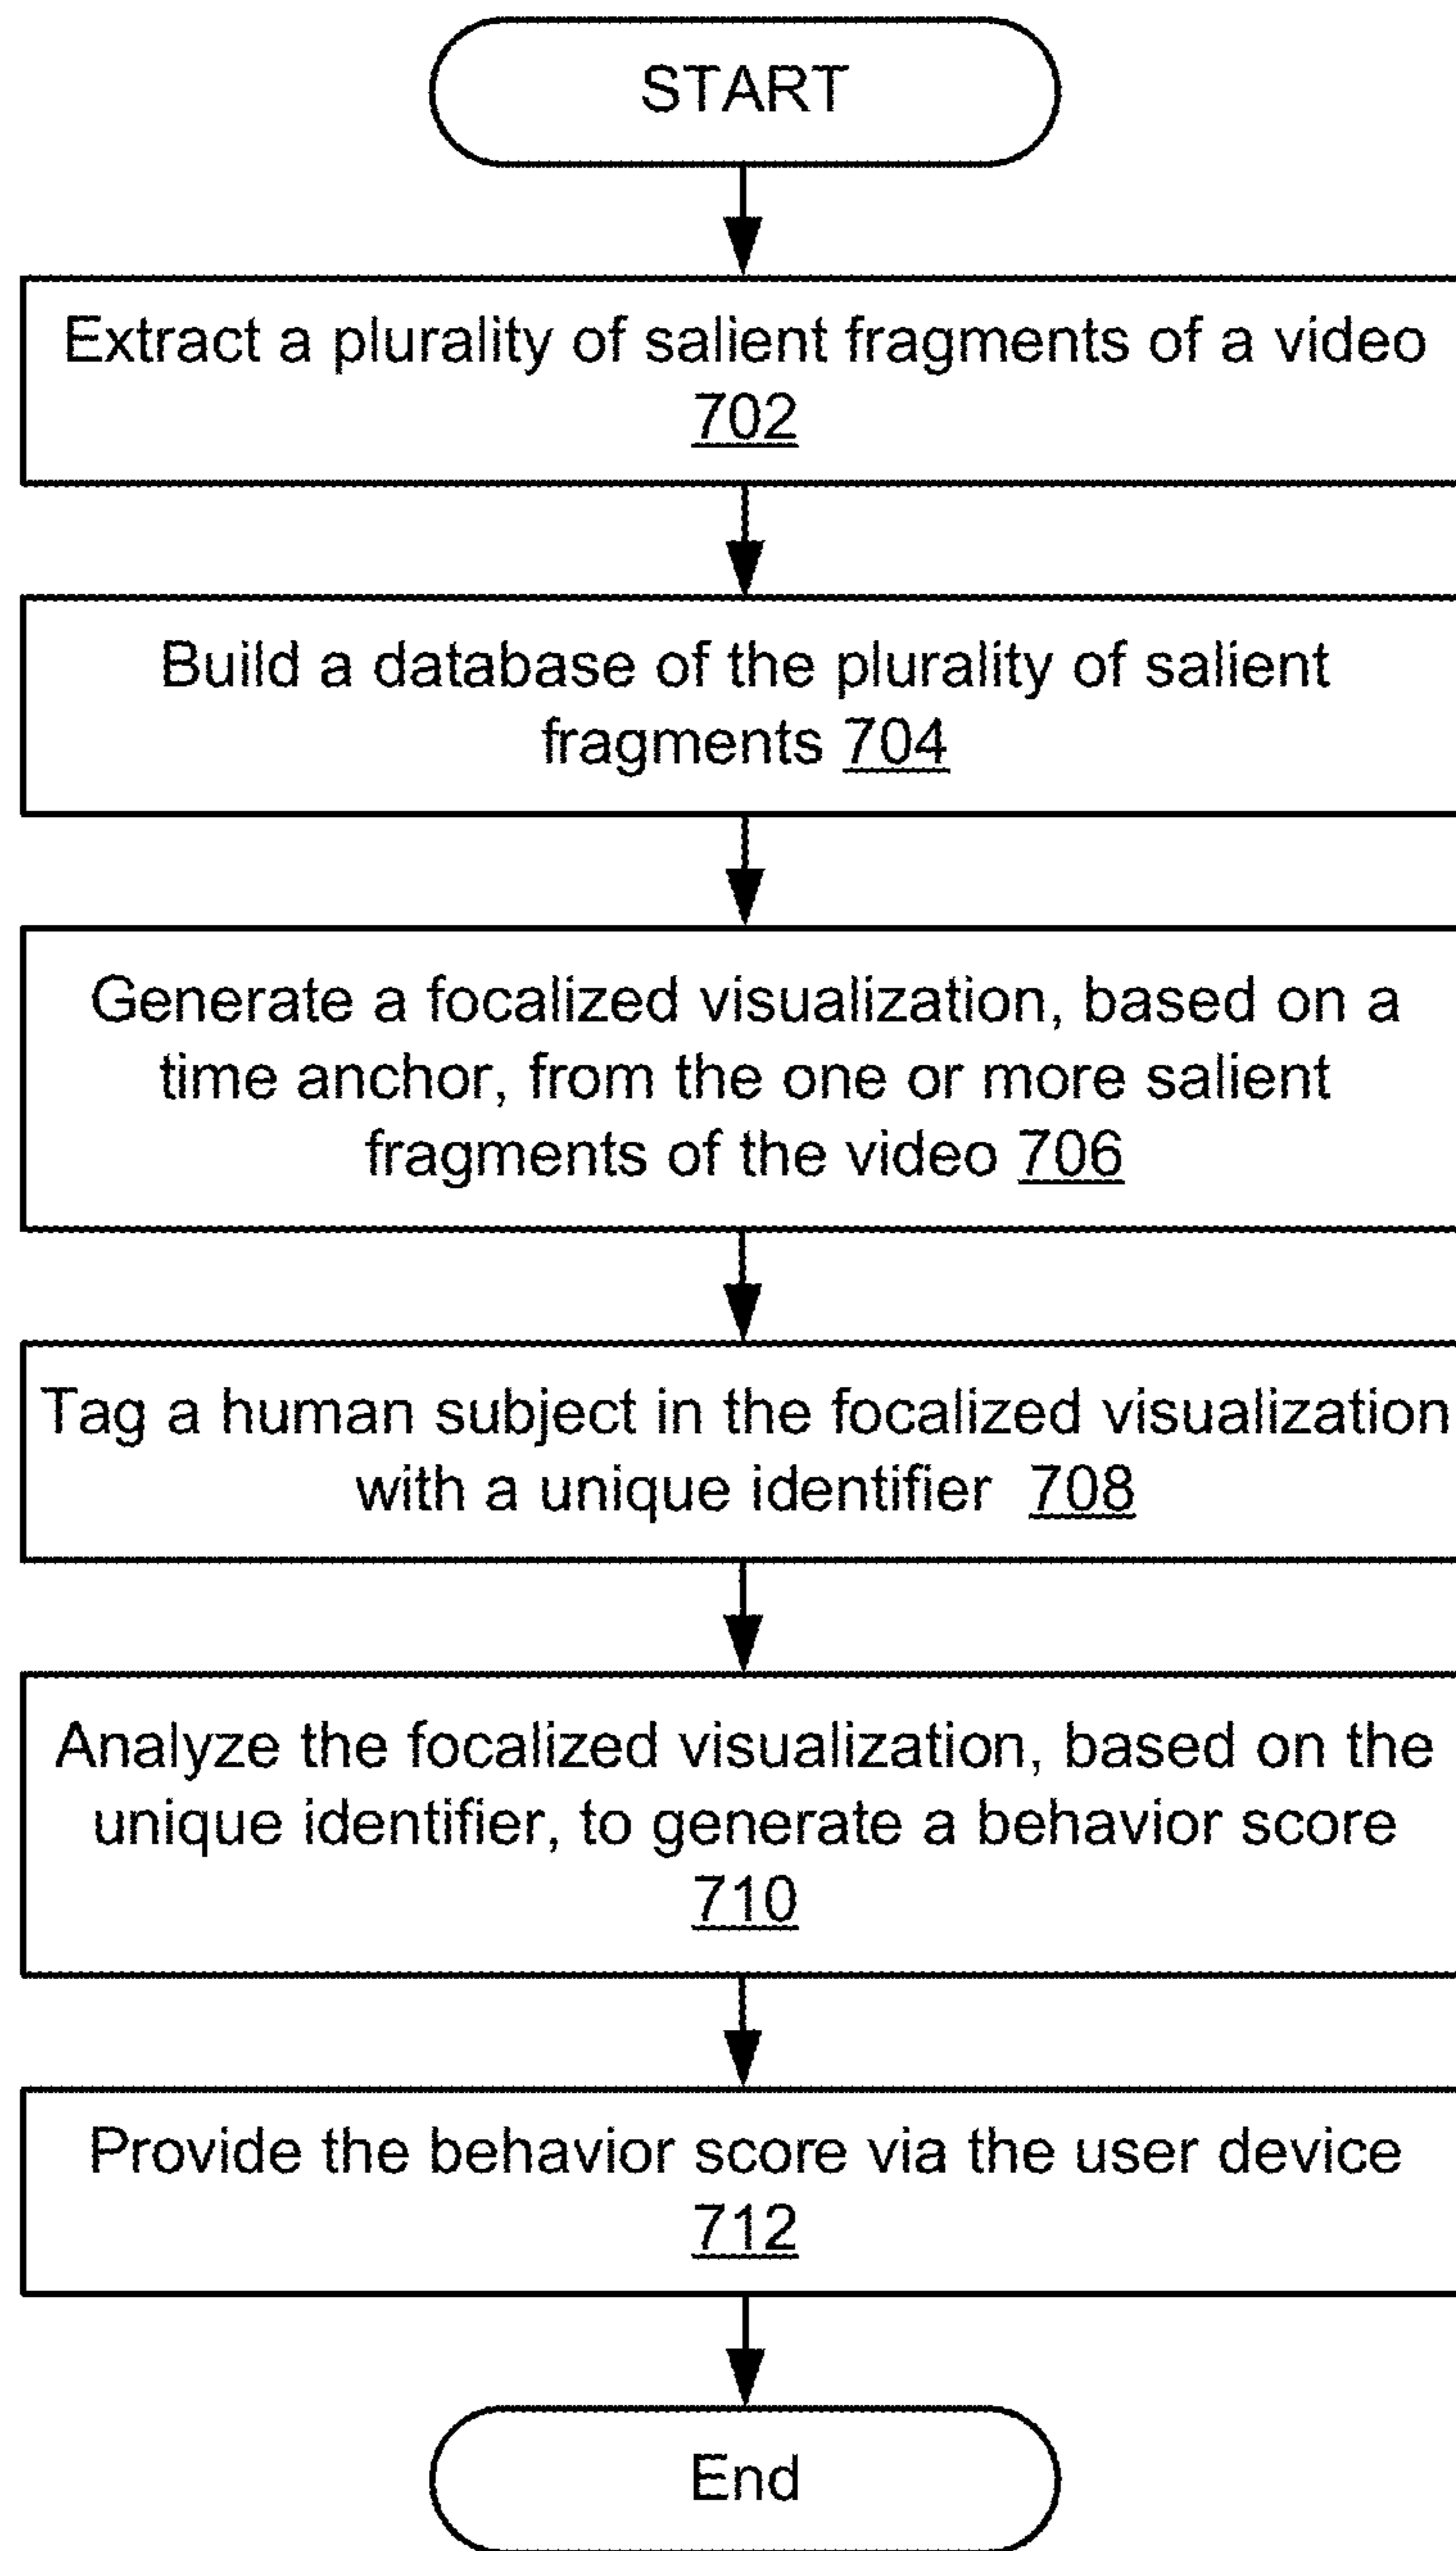 START
Extract a plurality of salient fragments of a video
702
Build a database of the plurality of salient
fragments 704
Generate a focalized visualization, based on a
time anchor, from the one or more salient
fragments of the video 706
Tag a human subject in the focalized visualization
with a unique identifier 708
Analyze the focalized visualization, based on the
unique identifier, to generate a behavior score
710
Provide the behavior score via the user device
712
End